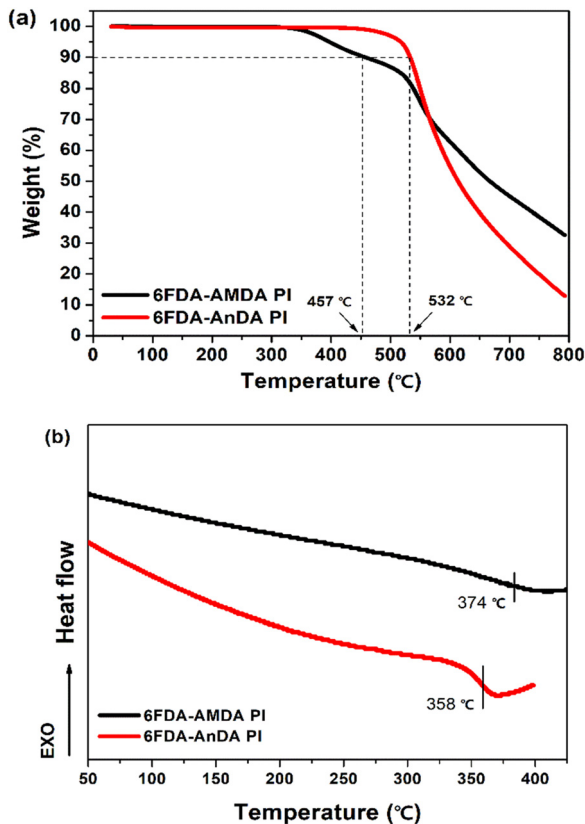 (a)
100
90
80
70
60
50
40
30
20
10
0
Weight (%)
6FDA-AMDA PI
6FDA-AnDA PI
457 ℃
532 ℃
0 100 200 300 400 500 600 700 800
Temperature (℃)
(b)
Heat flow
EXO
374 ℃
358 ℃
6FDA-AMDA PI
6FDA-AnDA PI
50 100 150 200 250 300 350 400
Temperature (℃)